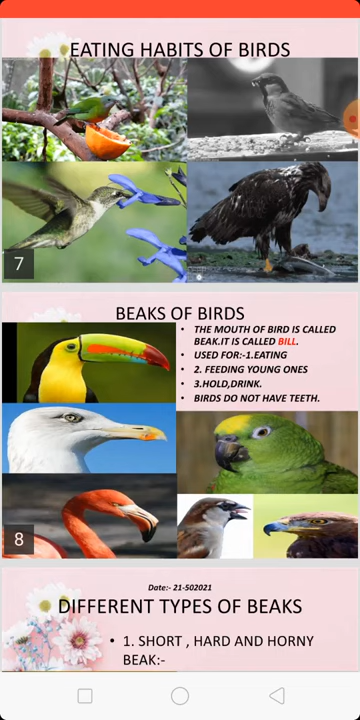 EATING HABITS OF BIRDS
7
BEAKS OF BIRDS
• THE MOUTH OF BIRD IS CALLED
BEAK.IT IS CALLED BILL.
• USED FOR:-1.EATING
• 2. FEEDING YOUNG ONES
• 3.HOLD,DRINK.
• BIRDS DO NOT HAVE TEETH.
8
Date:- 21-502021
DIFFERENT TYPES OF BEAKS
• 1. SHORT , HARD AND HORNY
BEAK:-